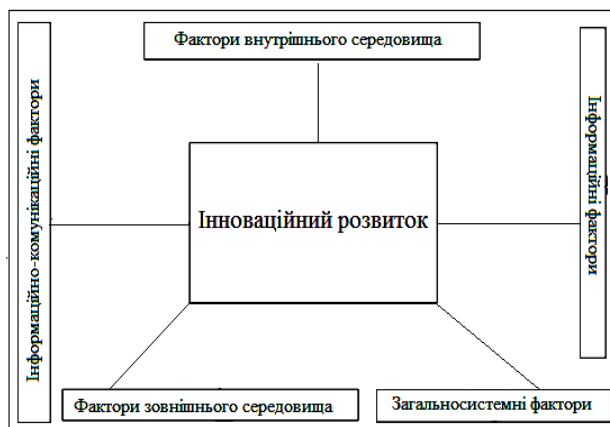 Фактори внутрішнього середовища
Інформаційно-комунікаційні фактори
Інноваційний розвиток
Інформаційні фактори
Фактори зовнішнього середовища
Загальносистемні фактори